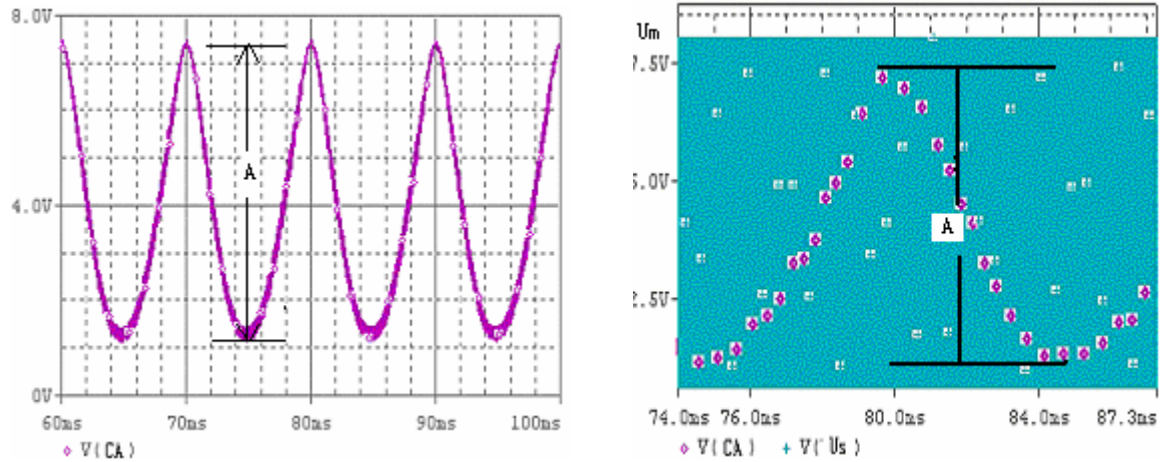 8.0V
A
4.0V
0V
60ms 70ms 80ms 90ms 100ms
V(CA)
Um
7.5V
5.0V
A
2.5V
74.0ms 76.0ms 80.0ms 84.0ms 87.3ms
V(CA) V(Us)